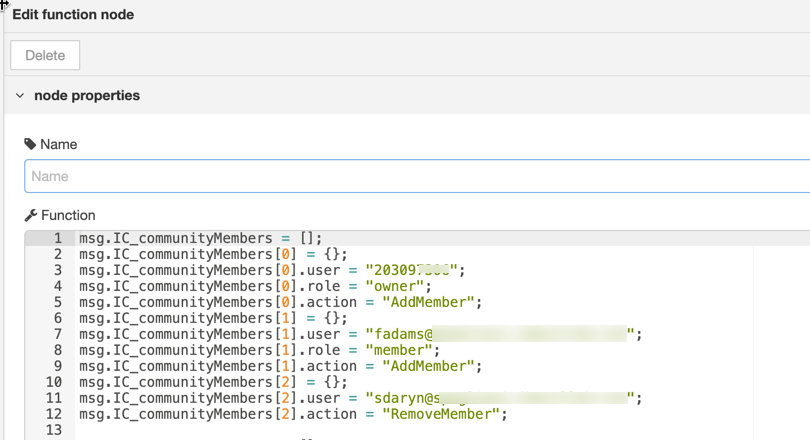 Edit function node
Delete
node properties
Name
Name
Function
1 msg.IC_communityMembers = [];
2 msg.IC_communityMembers[0] = {};
3 msg.IC_communityMembers[0].user = "203097";
4 msg.IC_communityMembers[0].role = "owner";
5 msg.IC_communityMembers[0].action = "AddMember";
6 msg.IC_communityMembers[1] = {};
7 msg.IC_communityMembers[1].user = "fadams@";
8 msg.IC_communityMembers[1].role = "member";
9 msg.IC_communityMembers[1].action = "AddMember";
10 msg.IC_communityMembers[2] = {};
11 msg.IC_communityMembers[2].user = "sdaryn@";
12 msg.IC_communityMembers[2].action = "RemoveMember";
13